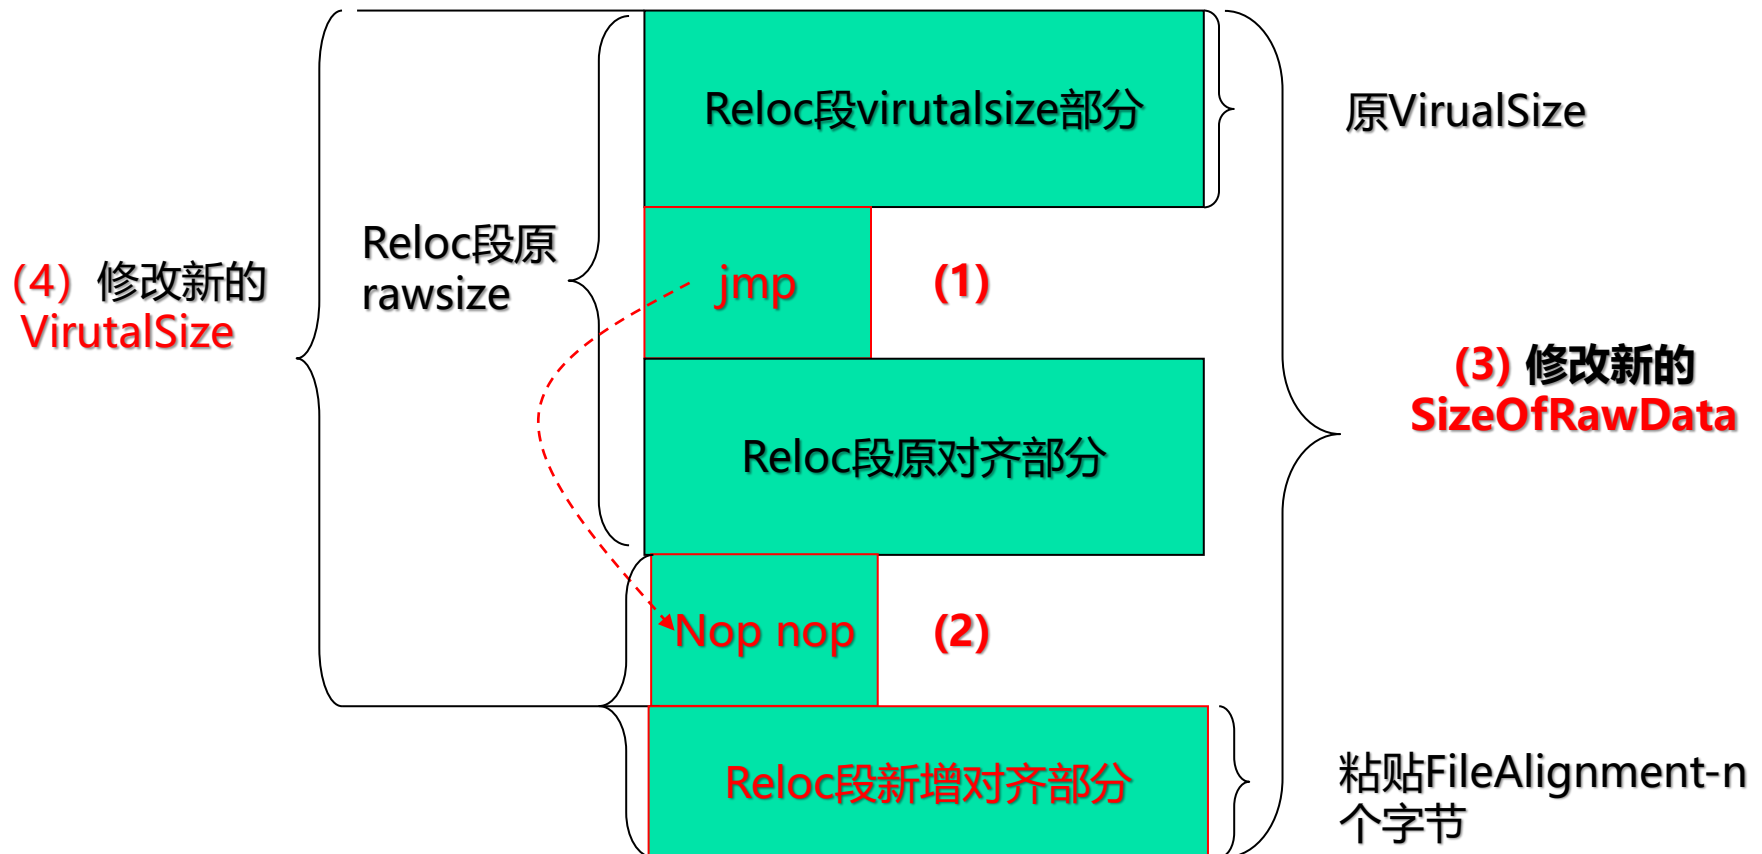 Reloc段virutalsize部分
原VirualSize
Reloc段原
rawsize
(4) 修改新的
VirutalSize
jmp
(1)
(3) 修改新的
SizeOfRawData
Reloc段原对齐部分
Nop nop
(2)
Reloc段新增对齐部分
粘贴FileAlignment-n
个字节